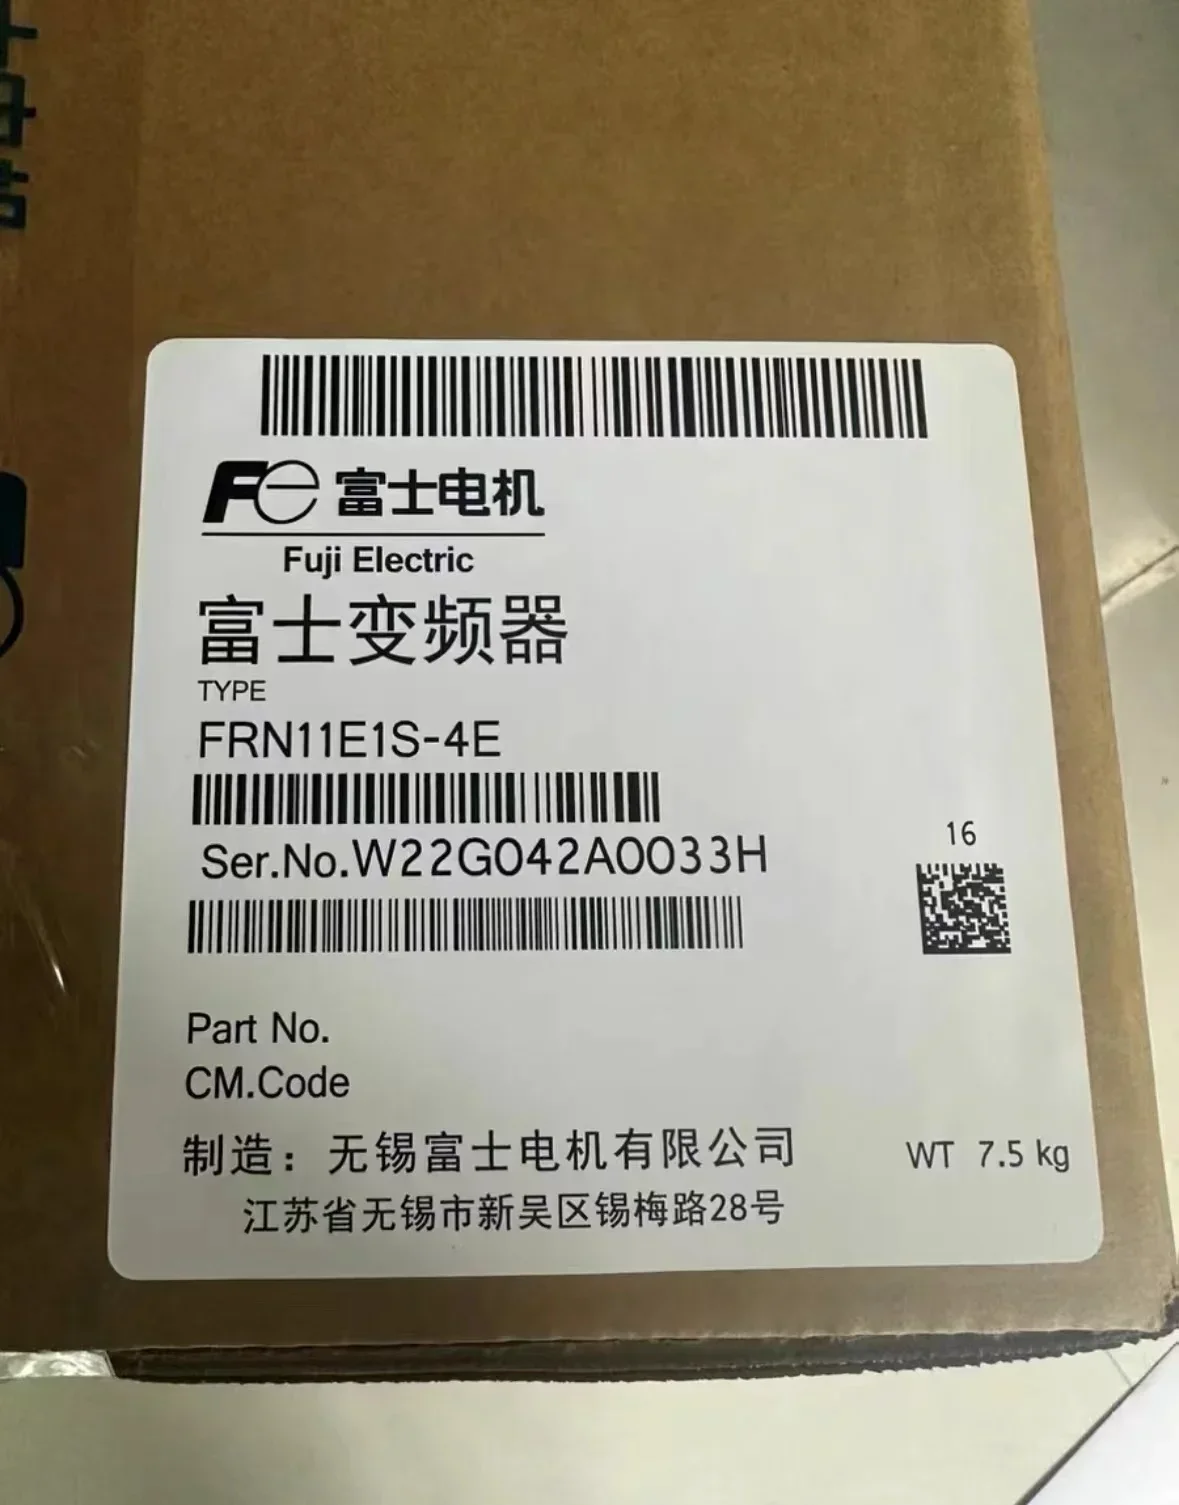 Fe 富士电机
Fuji Electric
富士变频器
TYPE
FRN11E1S-4E
Ser.No.W22G042A0033H
16
Part No.
CM.Code
制造：无锡富士电机有限公司
WT 7.5 kg
江苏省无锡市新吴区锡梅路28号